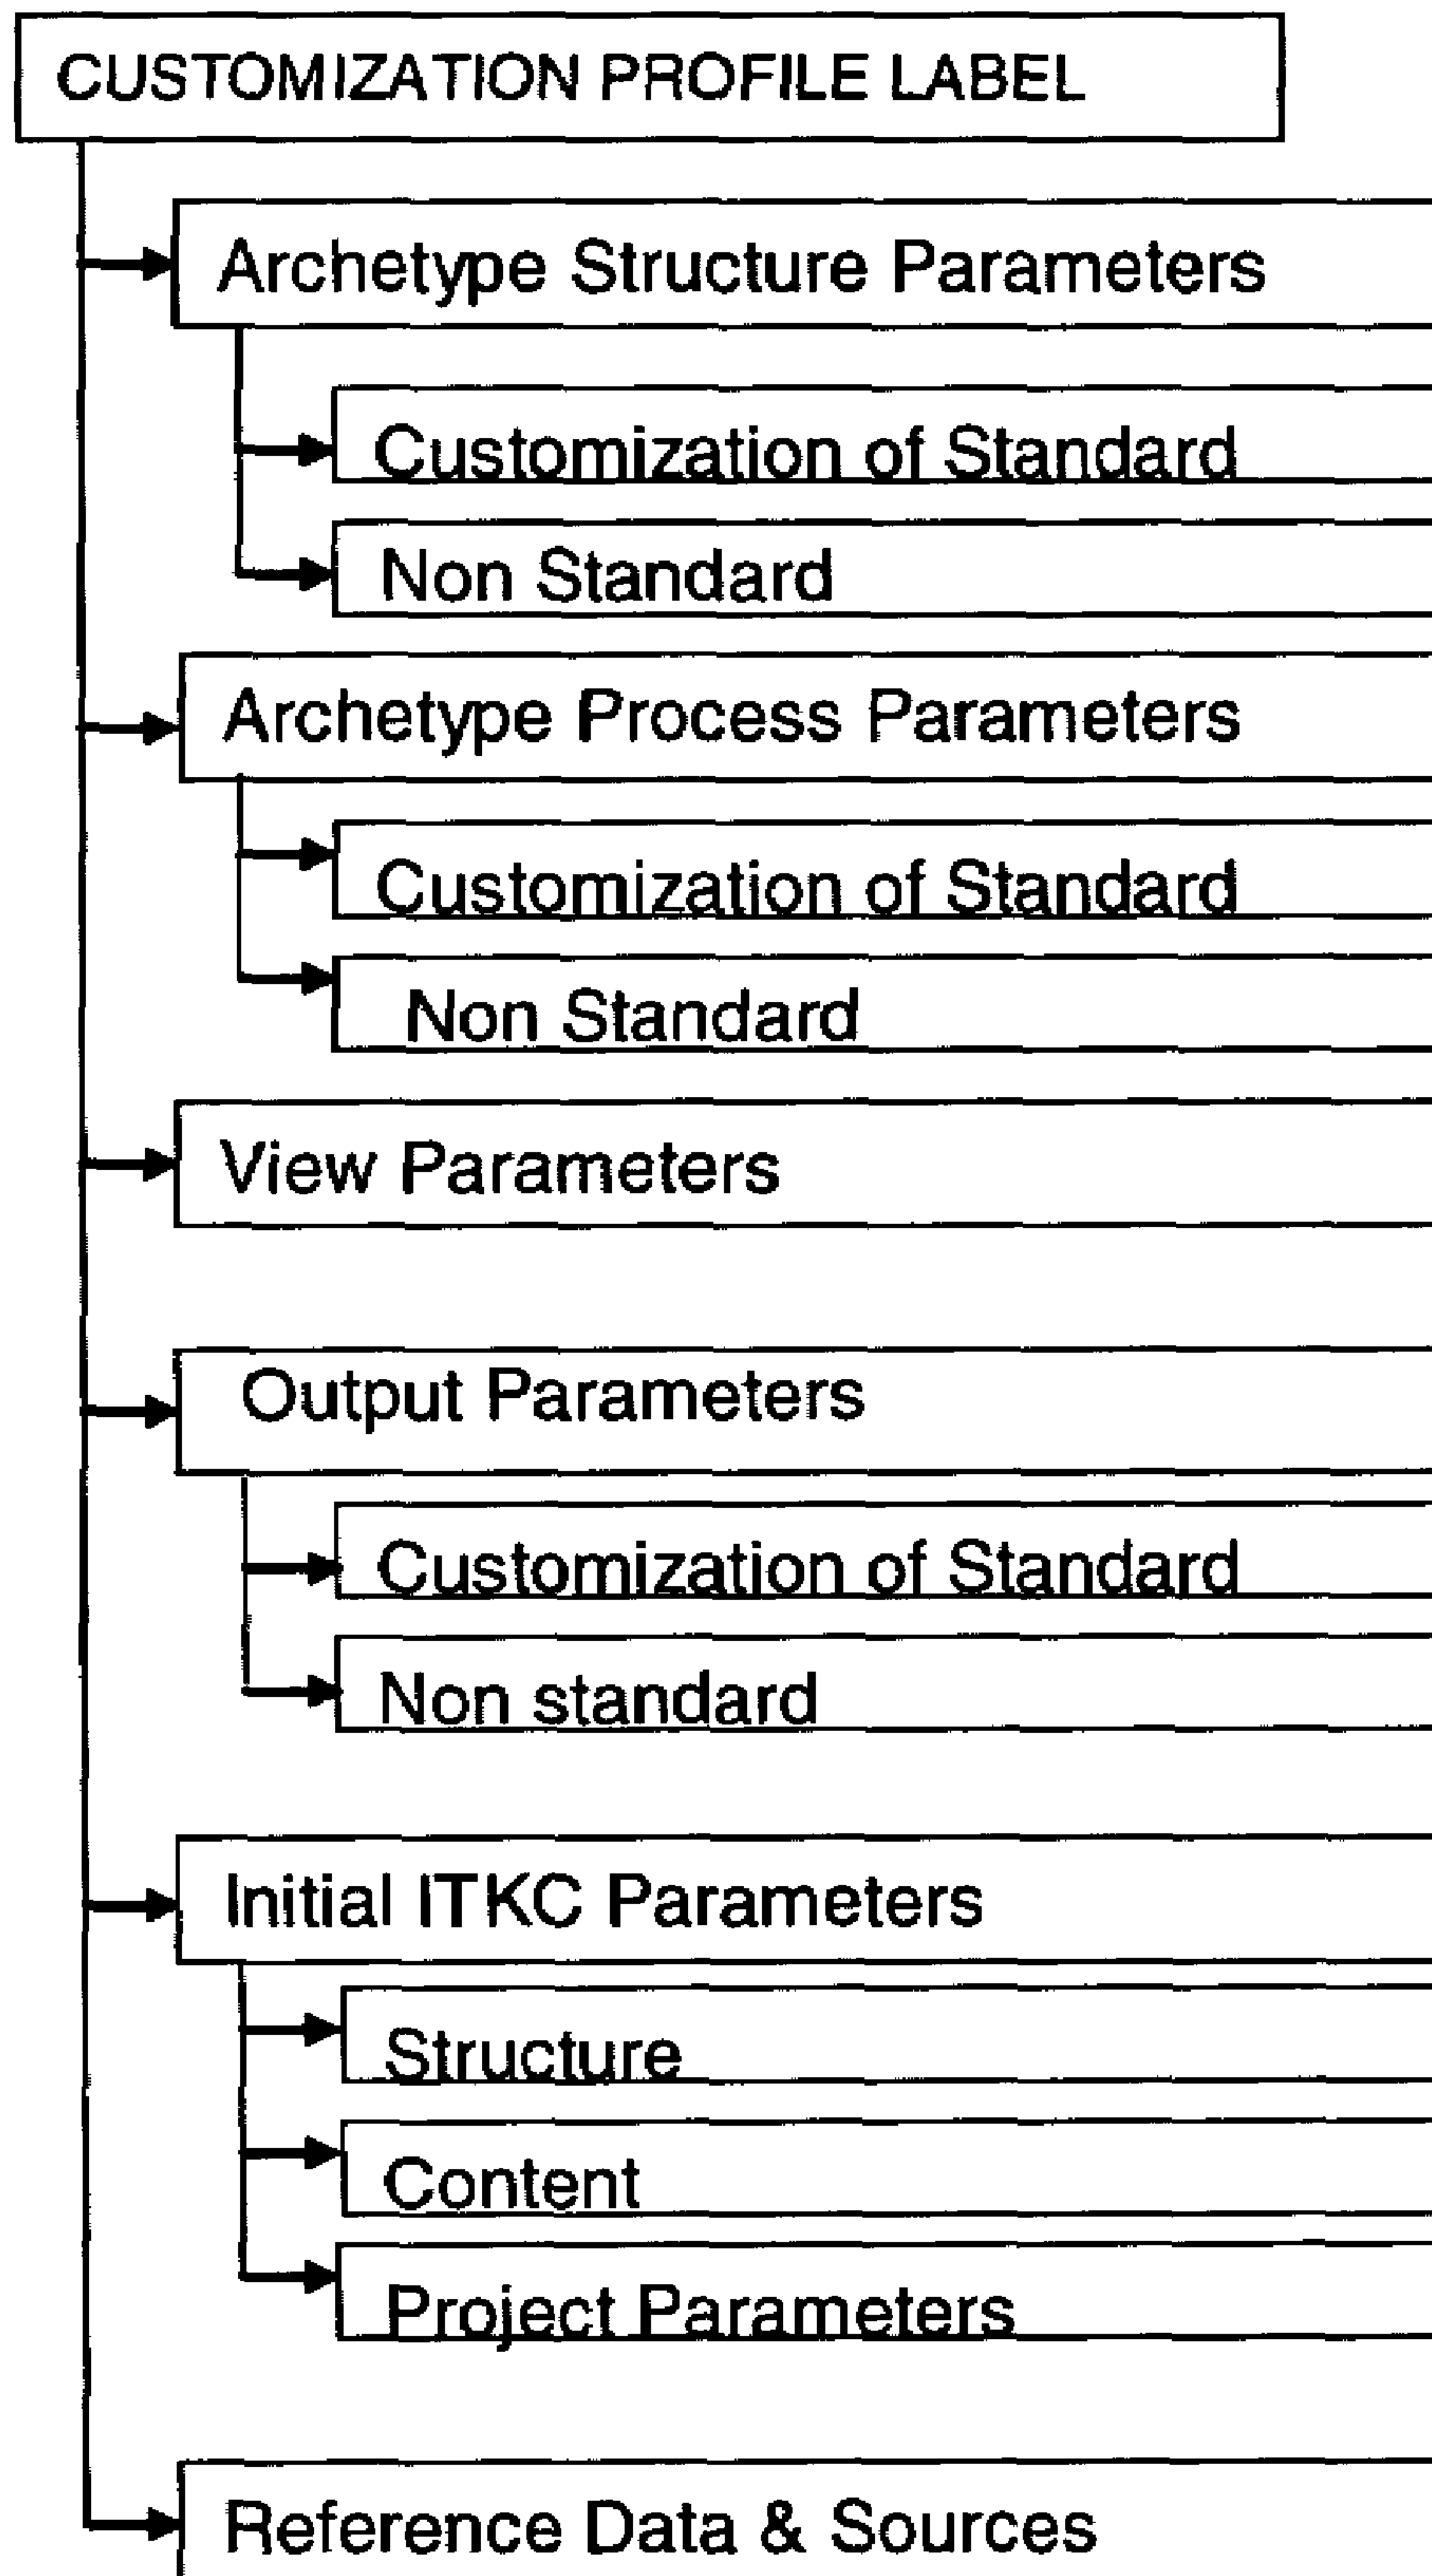 CUSTOMIZATION PROFILE LABEL
Archetype Structure Parameters
Customization of Standard
Non Standard
Archetype Process Parameters
Customization of Standard
Non Standard
View Parameters
Output Parameters
Customization of Standard
Non standard
Initial ITKC Parameters
Structure
Content
Project Parameters
Reference Data & Sources